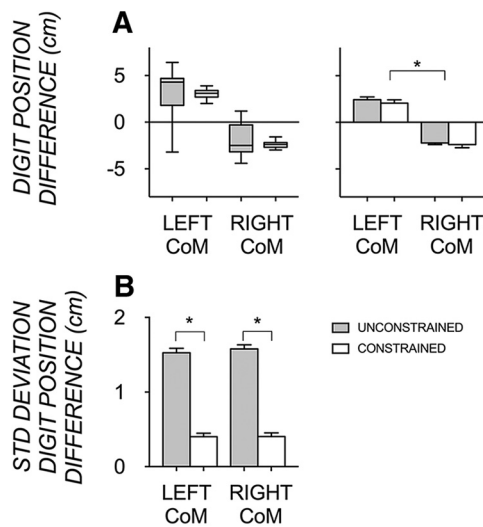 A
DIGIT POSITION
DIFFERENCE (cm)
5
0
-5
LEFT
CoM
RIGHT
CoM
*
LEFT
CoM
RIGHT
CoM
B
STD DEVIATION
DIGIT POSITION
DIFFERENCE (cm)
2
1
0
*
*
LEFT
CoM
RIGHT
CoM
UNCONSTRAINED
CONSTRAINED